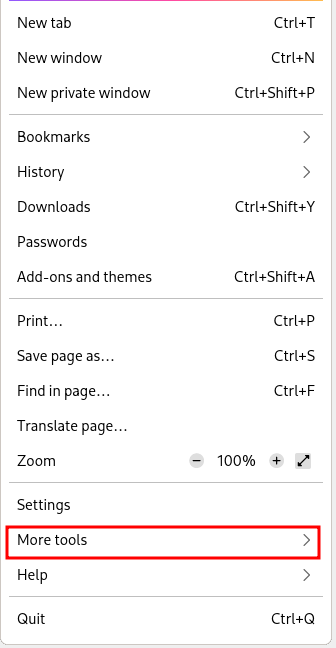 New tab Ctrl+T
New window Ctrl+N
New private window Ctrl+Shift+P
Bookmarks
History
Downloads Ctrl+Shift+Y
Passwords
Add-ons and themes Ctrl+Shift+A
Print… Ctrl+P
Save page as… Ctrl+S
Find in page… Ctrl+F
Translate page…
Zoom − 100% +
Settings
More tools
Help
Quit Ctrl+Q